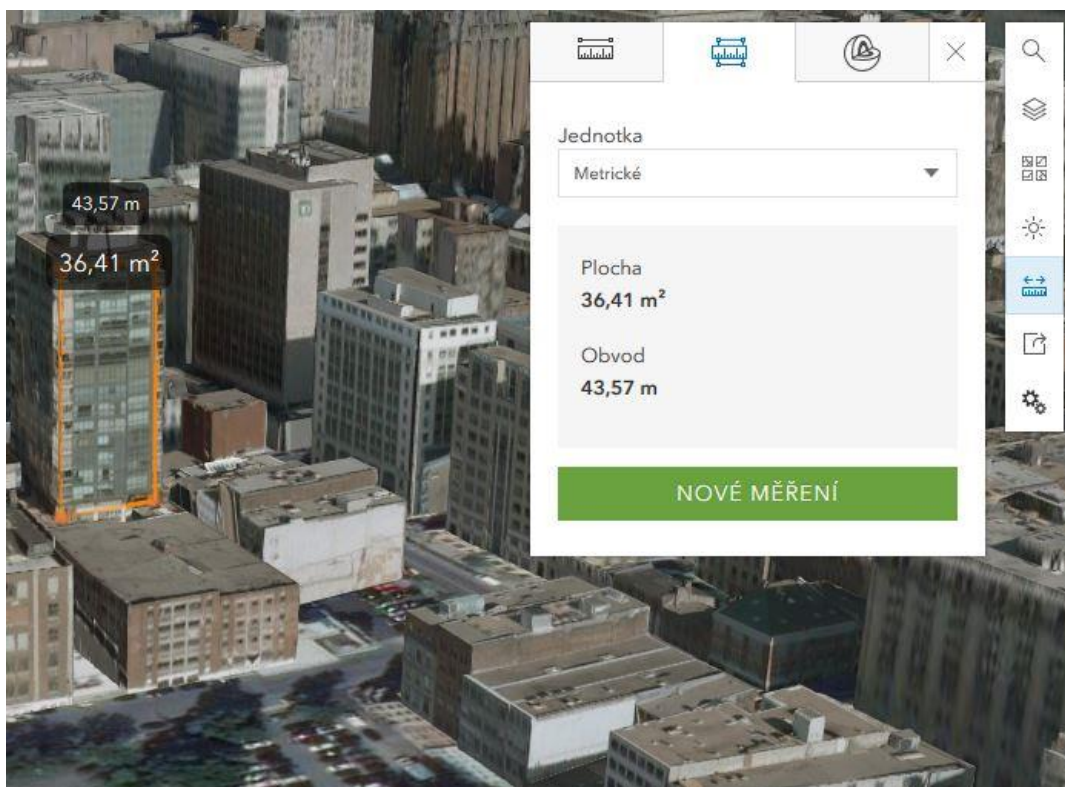 43,57 m
36,41 m²
Jednotka
Metrické
Plocha
36,41 m²
Obvod
43,57 m
NOVÉ MĚŘENÍ